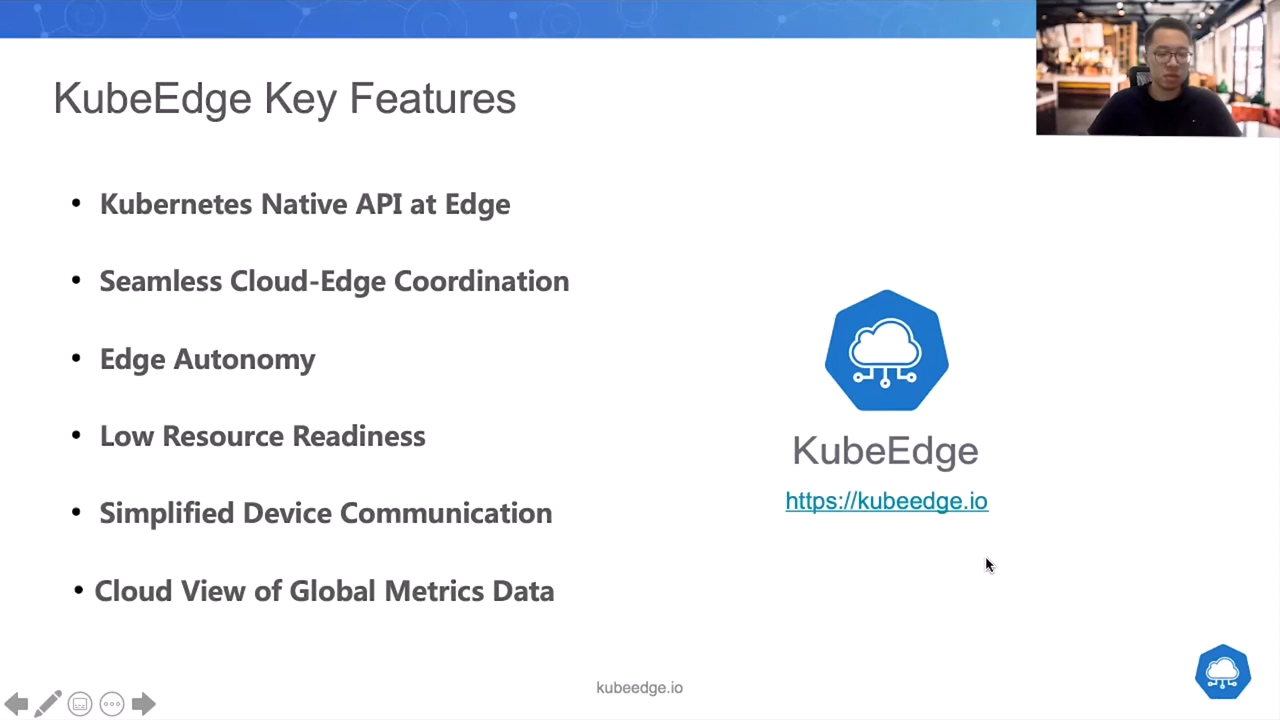 KubeEdge Key Features
• Kubernetes Native API at Edge
• Seamless Cloud-Edge Coordination
• Edge Autonomy
• Low Resource Readiness
• Simplified Device Communication
• Cloud View of Global Metrics Data
KubeEdge
https://kubeedge.io
kubeedge.io